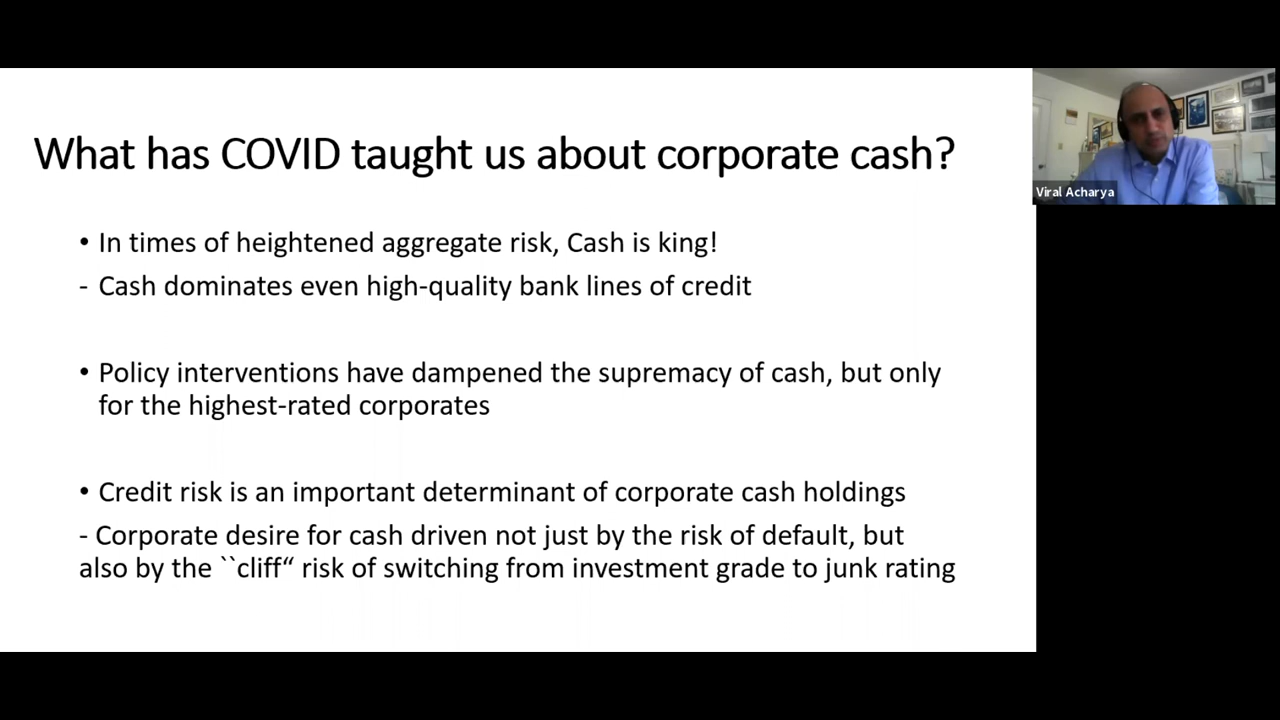 What has COVID taught us about corporate cash?
Viral Acharya
• In times of heightened aggregate risk, Cash is king!
- Cash dominates even high-quality bank lines of credit
• Policy interventions have dampened the supremacy of cash, but only
for the highest-rated corporates
• Credit risk is an important determinant of corporate cash holdings
- Corporate desire for cash driven not just by the risk of default, but
also by the ``cliff“ risk of switching from investment grade to junk rating